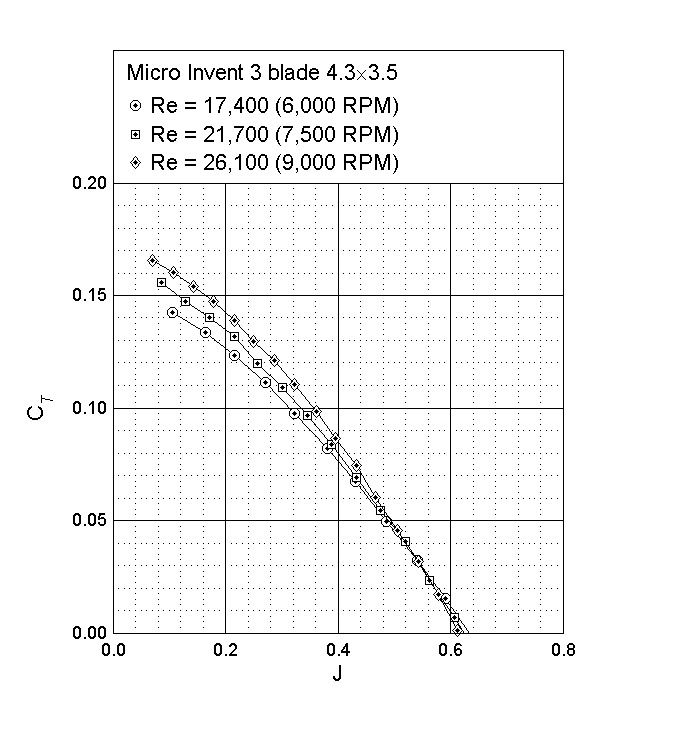 Micro Invent 3 blade 4.3×3.5
Re = 17,400 (6,000 RPM)
Re = 21,700 (7,500 RPM)
Re = 26,100 (9,000 RPM)
0.20
0.15
0.10
C_T
0.05
0.00
0.0 0.2 0.4 0.6 0.8
J